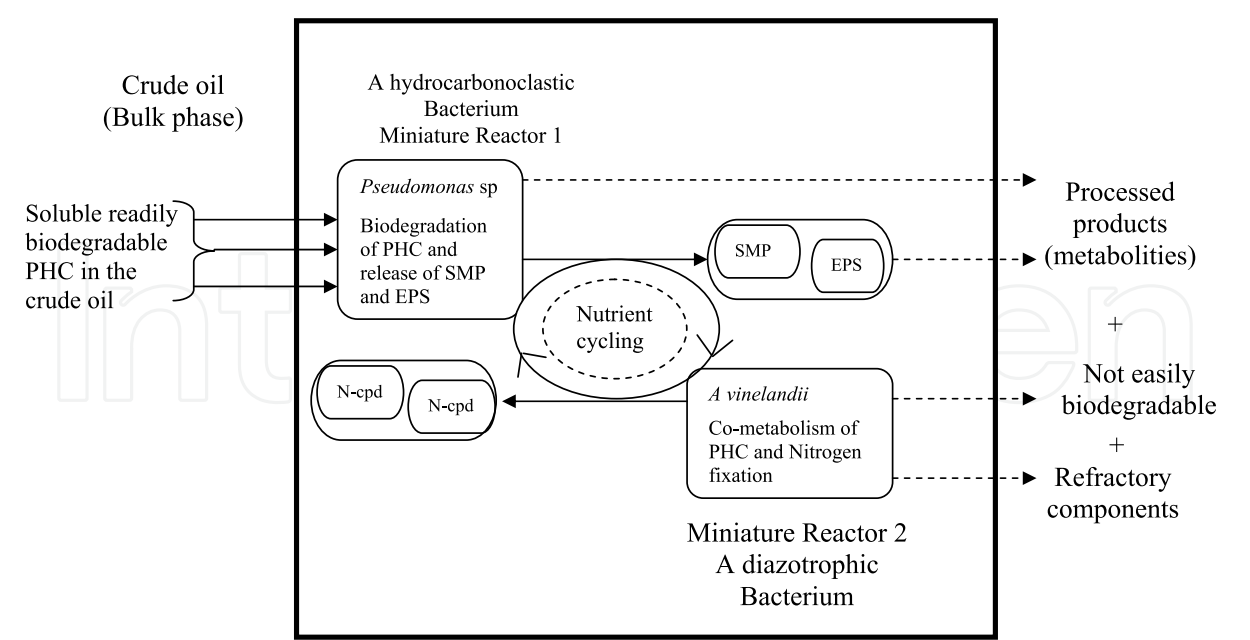 Crude oil
(Bulk phase)
A hydrocarbonoclastic
Bacterium
Miniature Reactor 1
Soluble readily
biodegradable
PHC in the
crude oil
Pseudomonas sp
Biodegradation
of PHC and
release of SMP
and EPS
SMP
EPS
Nutrient
cycling
N-cpd
N-cpd
A vinelandii
Co-metabolism of
PHC and Nitrogen
fixation
Miniature Reactor 2
A diazotrophic
Bacterium
Processed
products
(metabolities)
+
Not easily
biodegradable
+
Refractory
components